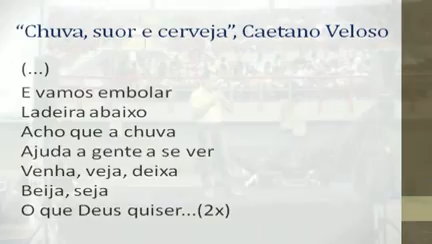 “Chuva, suor e cerveja”, Caetano Veloso
(...)
E vamos embolar
Ladeira abaixo
Acho que a chuva
Ajuda a gente a se ver
Venha, veja, deixa
Beija, seja
O que Deus quiser...(2x)